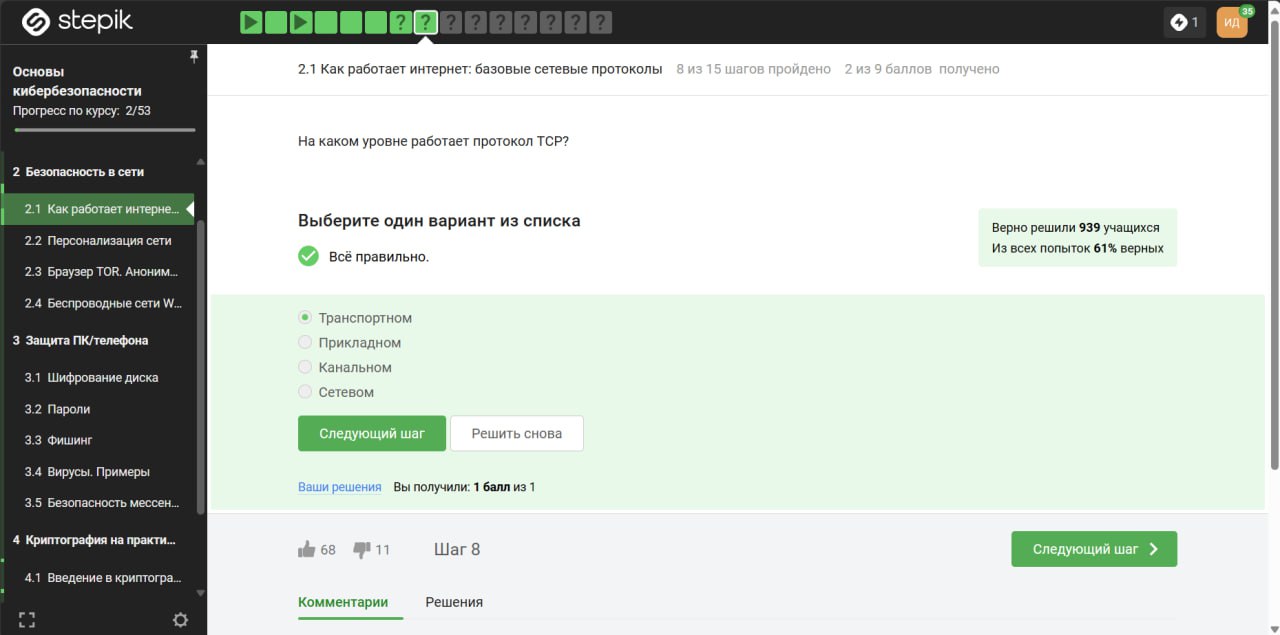 stepik
? ? ? ? ? ? ? ? ?
1
ИД
35
Основы
кибербезопасности
Прогресс по курсу: 2/53
2 Безопасность в сети
2.1 Как работает интерне...
2.2 Персонализация сети
2.3 Браузер TOR. Аноним...
2.4 Беспроводные сети W...
3 Защита ПК/телефона
3.1 Шифрование диска
3.2 Пароли
3.3 Фишинг
3.4 Вирусы. Примеры
3.5 Безопасность мессен...
4 Криптография на практи...
4.1 Введение в криптогра...
2.1 Как работает интернет: базовые сетевые протоколы 8 из 15 шагов пройдено 2 из 9 баллов получено
На каком уровне работает протокол TCP?
Выберите один вариант из списка
Всё правильно.
Верно решили 939 учащихся
Из всех попыток 61% верных
Транспортном
Прикладном
Канальном
Сетевом
Следующий шаг
Решить снова
Ваши решения Вы получили: 1 балл из 1
68 11 Шаг 8
Следующий шаг
Комментарии Решения